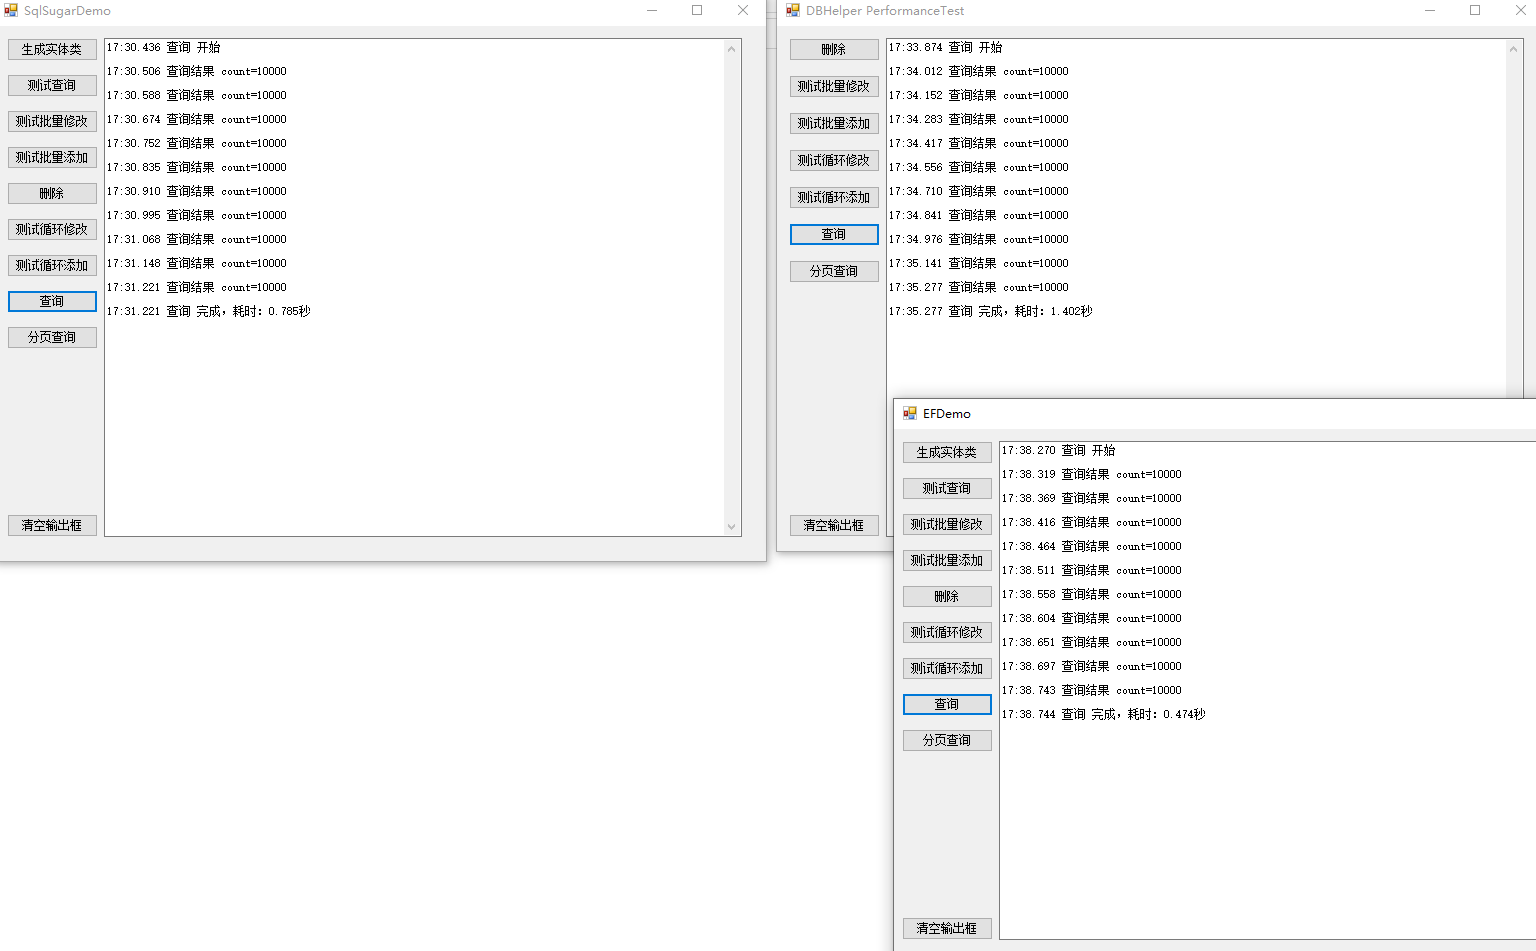 SqlSugarDemo
生成实体类
测试查询
测试批量修改
测试批量添加
删除
测试循环修改
测试循环添加
查询
分页查询
清空输出框
17:30.436 查询 开始
17:30.506 查询结果 count=10000
17:30.588 查询结果 count=10000
17:30.674 查询结果 count=10000
17:30.752 查询结果 count=10000
17:30.835 查询结果 count=10000
17:30.910 查询结果 count=10000
17:30.995 查询结果 count=10000
17:31.068 查询结果 count=10000
17:31.148 查询结果 count=10000
17:31.221 查询结果 count=10000
17:31.221 查询 完成，耗时：0.785秒
DBHelper PerformanceTest
删除
测试批量修改
测试批量添加
测试循环修改
测试循环添加
查询
分页查询
清空输出框
17:33.874 查询 开始
17:34.012 查询结果 count=10000
17:34.152 查询结果 count=10000
17:34.283 查询结果 count=10000
17:34.417 查询结果 count=10000
17:34.556 查询结果 count=10000
17:34.710 查询结果 count=10000
17:34.841 查询结果 count=10000
17:34.976 查询结果 count=10000
17:35.141 查询结果 count=10000
17:35.277 查询结果 count=10000
17:35.277 查询 完成，耗时：1.402秒
EFDemo
生成实体类
测试查询
测试批量修改
测试批量添加
删除
测试循环修改
测试循环添加
查询
分页查询
清空输出框
17:38.270 查询 开始
17:38.319 查询结果 count=10000
17:38.369 查询结果 count=10000
17:38.416 查询结果 count=10000
17:38.464 查询结果 count=10000
17:38.511 查询结果 count=10000
17:38.558 查询结果 count=10000
17:38.604 查询结果 count=10000
17:38.651 查询结果 count=10000
17:38.697 查询结果 count=10000
17:38.743 查询结果 count=10000
17:38.744 查询 完成，耗时：0.474秒